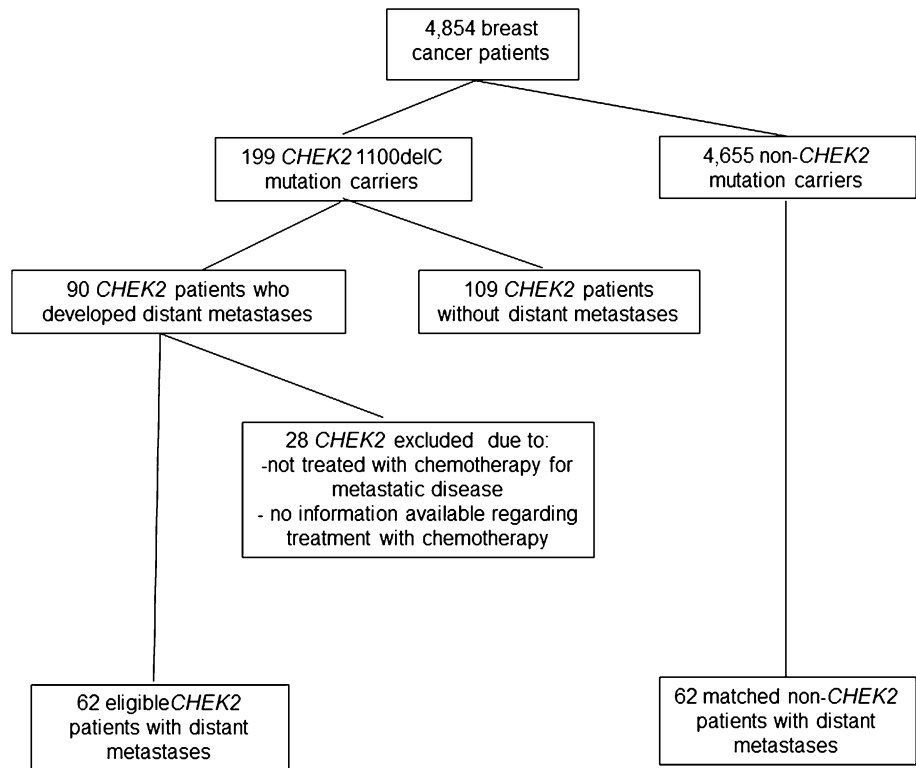 4,854 breast
cancer patients
199 CHEK2 1100delC
mutation carriers
4,655 non-CHEK2
mutation carriers
90 CHEK2 patients who
developed distant metastases
109 CHEK2 patients
without distant metastases
28 CHEK2 excluded due to:
-not treated with chemotherapy for
metastatic disease
- no information available regarding
treatment with chemotherapy
62 eligibleCHEK2
patients with distant
metastases
62 matched non-CHEK2
patients with distant
metastases